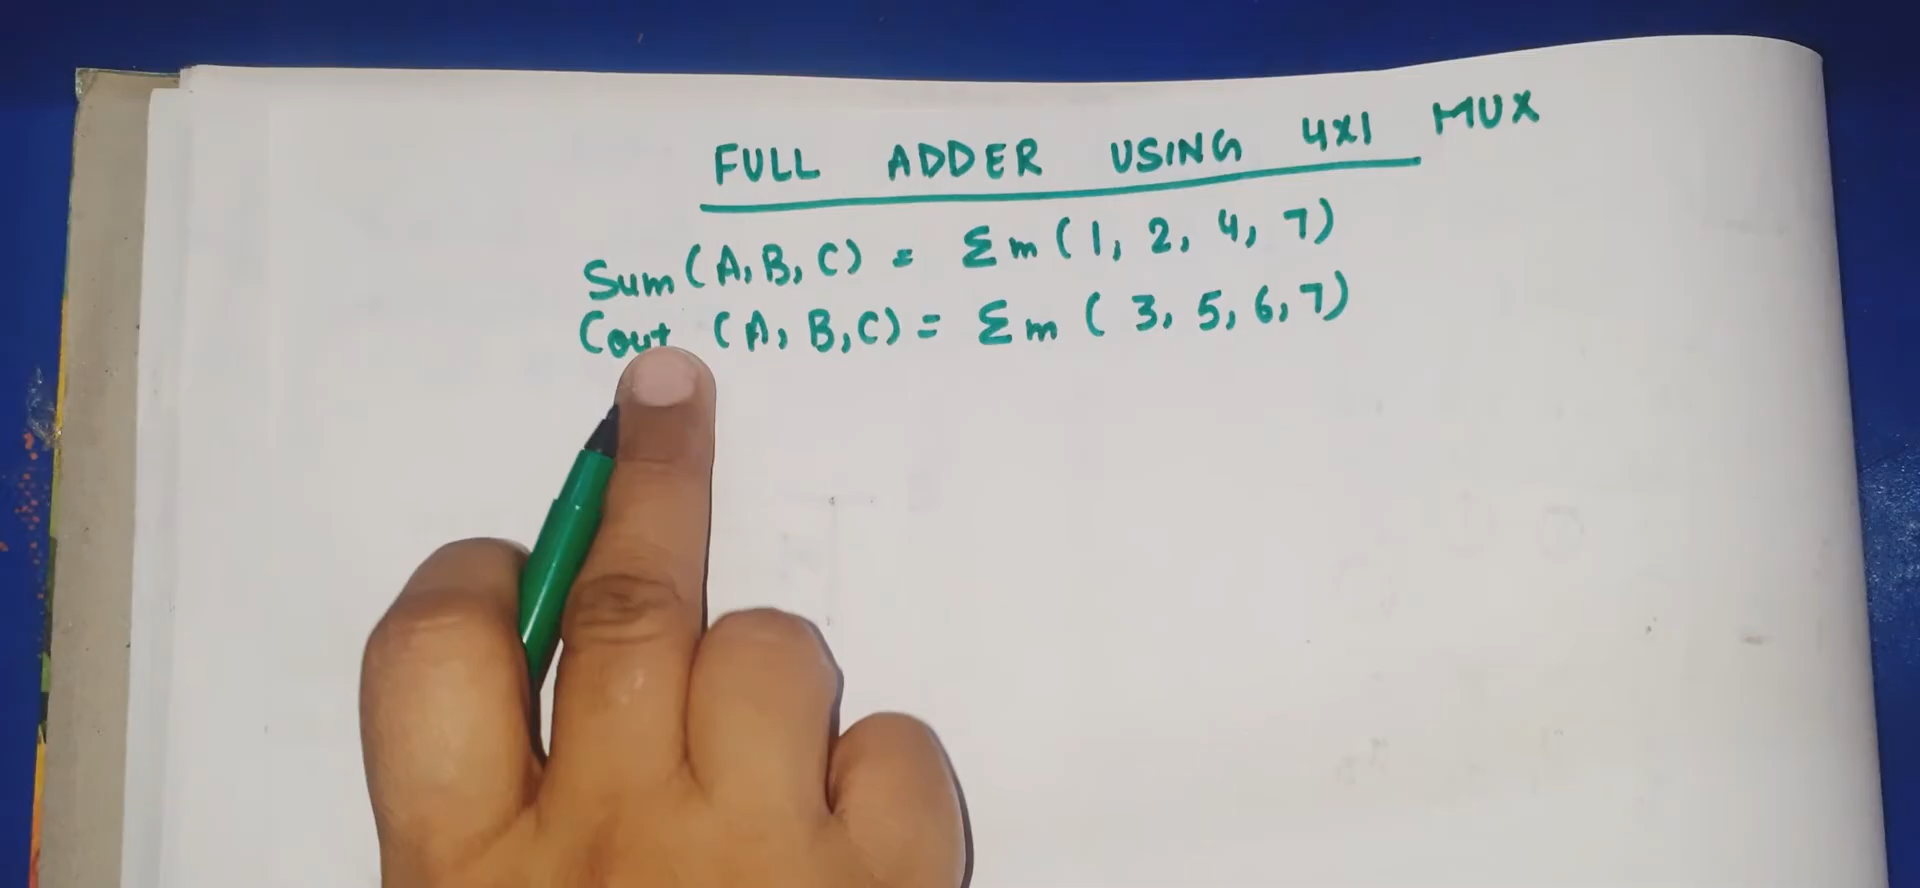 FULL ADDER USING 4X1 MUX
Sum (A, B, C) = Σm (1, 2, 4, 7)
Cout (A, B, C) = Σm (3, 5, 6, 7)